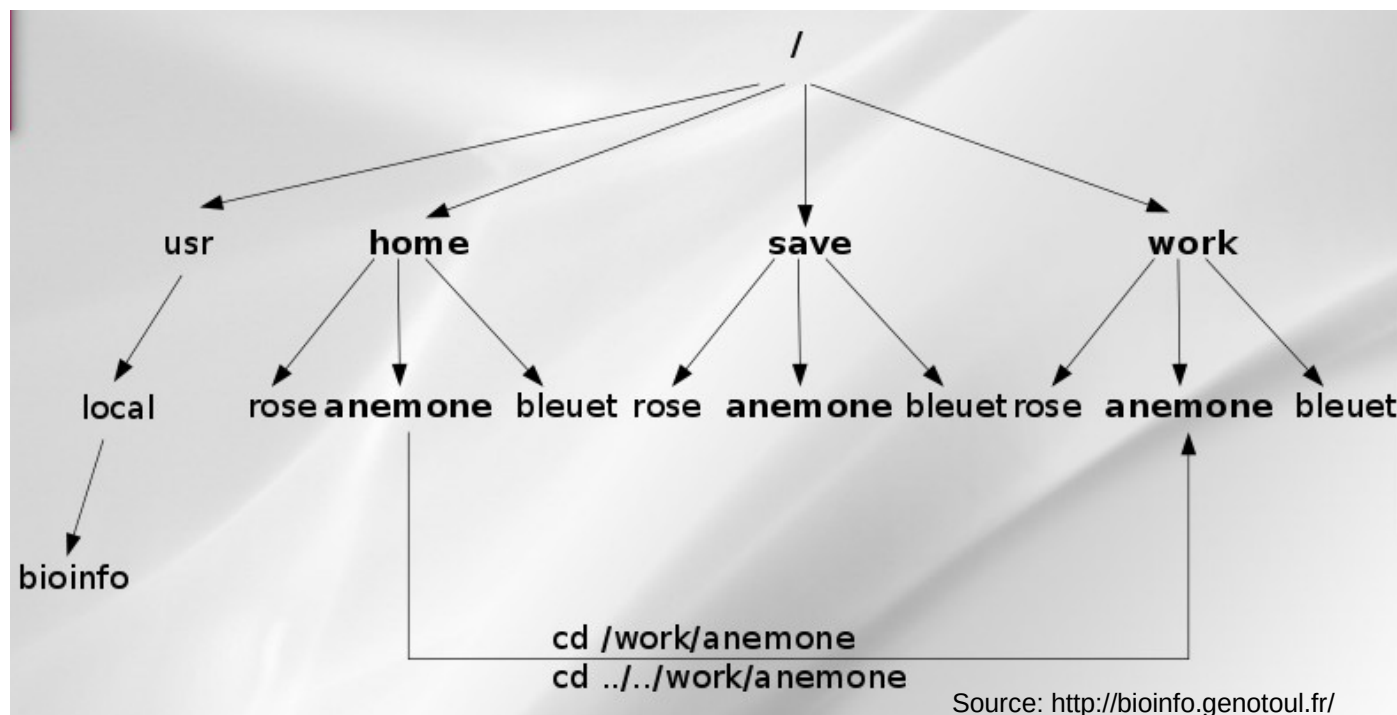 /
usr home save work
local rose anemone bleuet rose anemone bleuet rose anemone bleuet
bioinfo
cd /work/anemone
cd ../../work/anemone
Source: http://bioinfo.genotoul.fr/